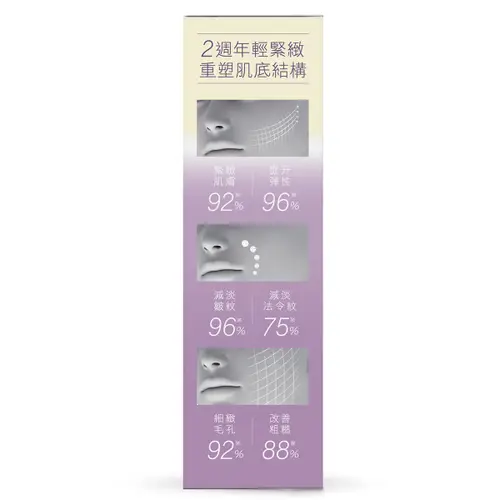 2週年輕緊緻
重塑肌底結構
緊緻 提升
肌膚 彈性
92※% 96※%
減淡 減淡
皺紋 法令紋
96※% 75※%
細緻 改善
毛孔 粗糙
92※% 88※%